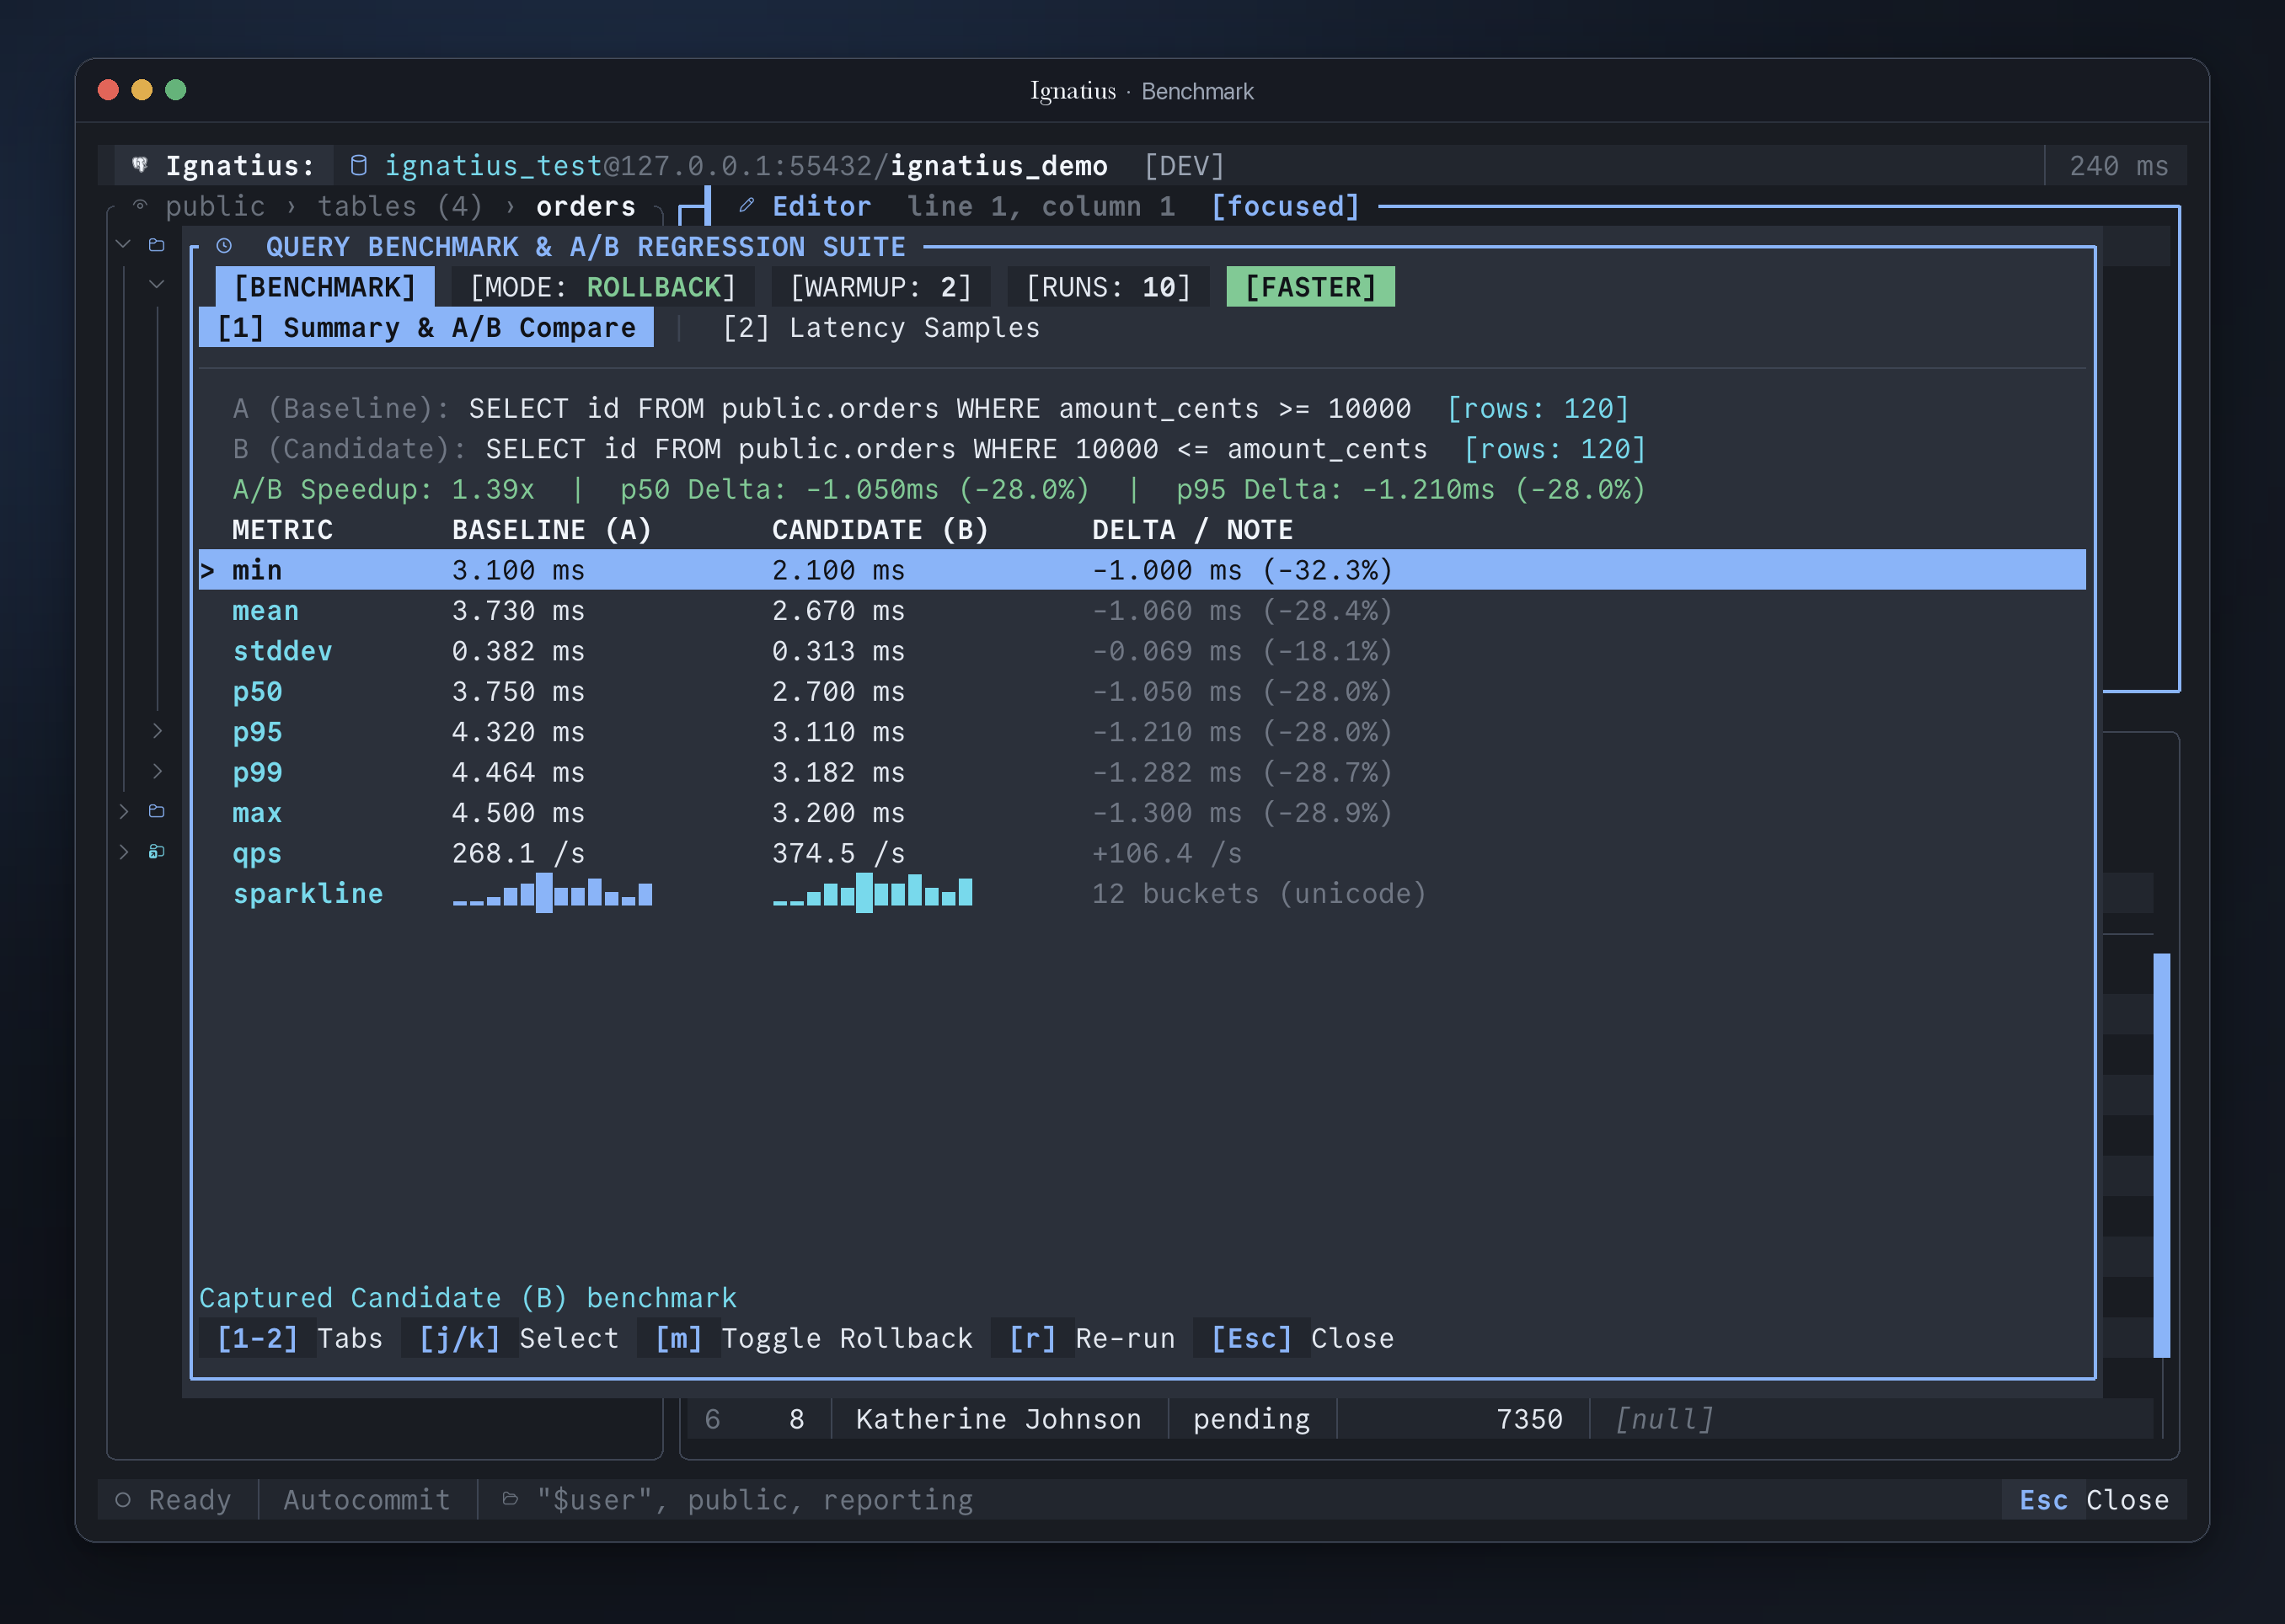 Ignatius · Benchmark
Ignatius: ignatius_test@127.0.0.1:55432/ignatius_demo [DEV] 240 ms
public › tables (4) › orders Editor line 1, column 1 [focused]
QUERY BENCHMARK & A/B REGRESSION SUITE
[BENCHMARK] [MODE: ROLLBACK] [WARMUP: 2] [RUNS: 10] [FASTER]
[1] Summary & A/B Compare | [2] Latency Samples
A (Baseline): SELECT id FROM public.orders WHERE amount_cents >= 10000 [rows: 120]
B (Candidate): SELECT id FROM public.orders WHERE 10000 <= amount_cents [rows: 120]
A/B Speedup: 1.39x | p50 Delta: -1.050ms (-28.0%) | p95 Delta: -1.210ms (-28.0%)
METRIC BASELINE (A) CANDIDATE (B) DELTA / NOTE
> min 3.100 ms 2.100 ms -1.000 ms (-32.3%)
mean 3.730 ms 2.670 ms -1.060 ms (-28.4%)
stddev 0.382 ms 0.313 ms -0.069 ms (-18.1%)
p50 3.750 ms 2.700 ms -1.050 ms (-28.0%)
p95 4.320 ms 3.110 ms -1.210 ms (-28.0%)
p99 4.464 ms 3.182 ms -1.282 ms (-28.7%)
max 4.500 ms 3.200 ms -1.300 ms (-28.9%)
qps 268.1 /s 374.5 /s +106.4 /s
sparkline 12 buckets (unicode)
Captured Candidate (B) benchmark
[1-2] Tabs [j/k] Select [m] Toggle Rollback [r] Re-run [Esc] Close
6 8 Katherine Johnson pending 7350 [null]
Ready Autocommit "$user", public, reporting Esc Close